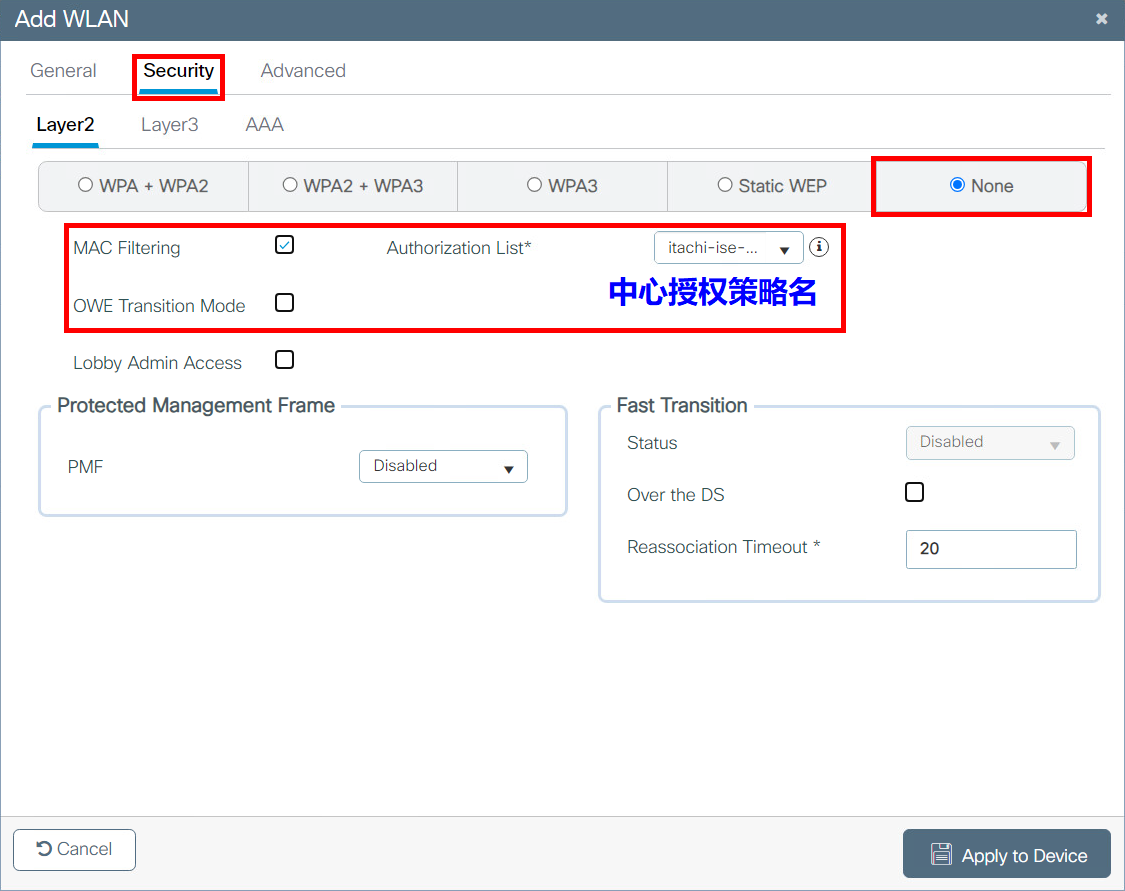 Add WLAN
General Security Advanced
Layer2 Layer3 AAA
WPA + WPA2 WPA2 + WPA3 WPA3 Static WEP None
MAC Filtering Authorization List* itachi-ise-...
中心授权策略名
OWE Transition Mode
Lobby Admin Access
Protected Management Frame
PMF Disabled
Fast Transition
Status Disabled
Over the DS
Reassociation Timeout * 20
Cancel Apply to Device